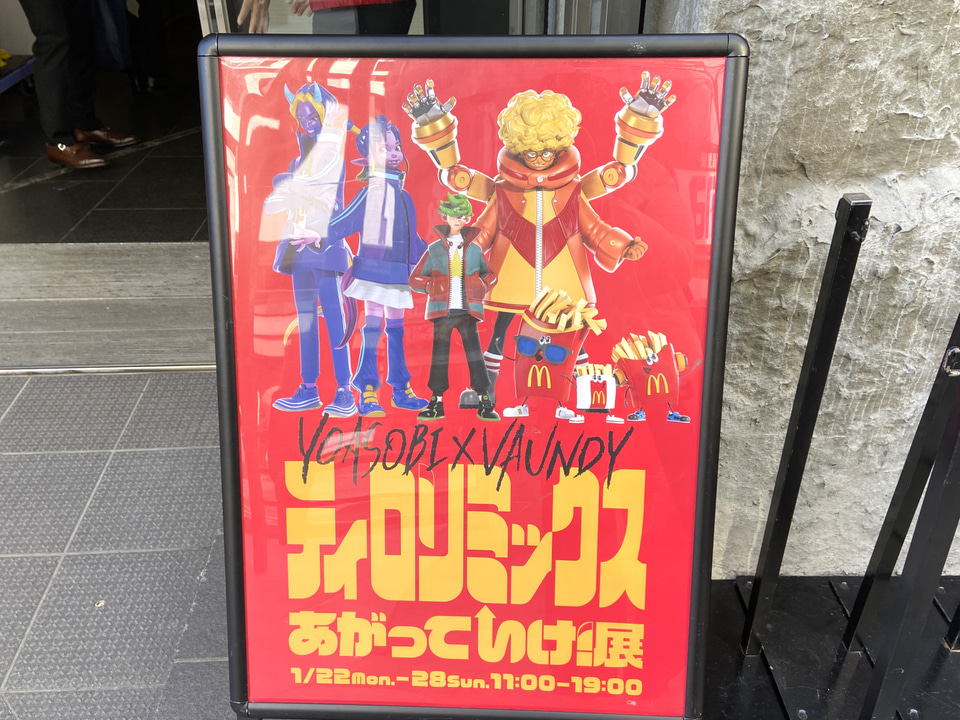 YOASOBI X VAUNDY
ティロリミックス
あがっていけ!展
1/22Mon.-28Sun.11:00-19:00